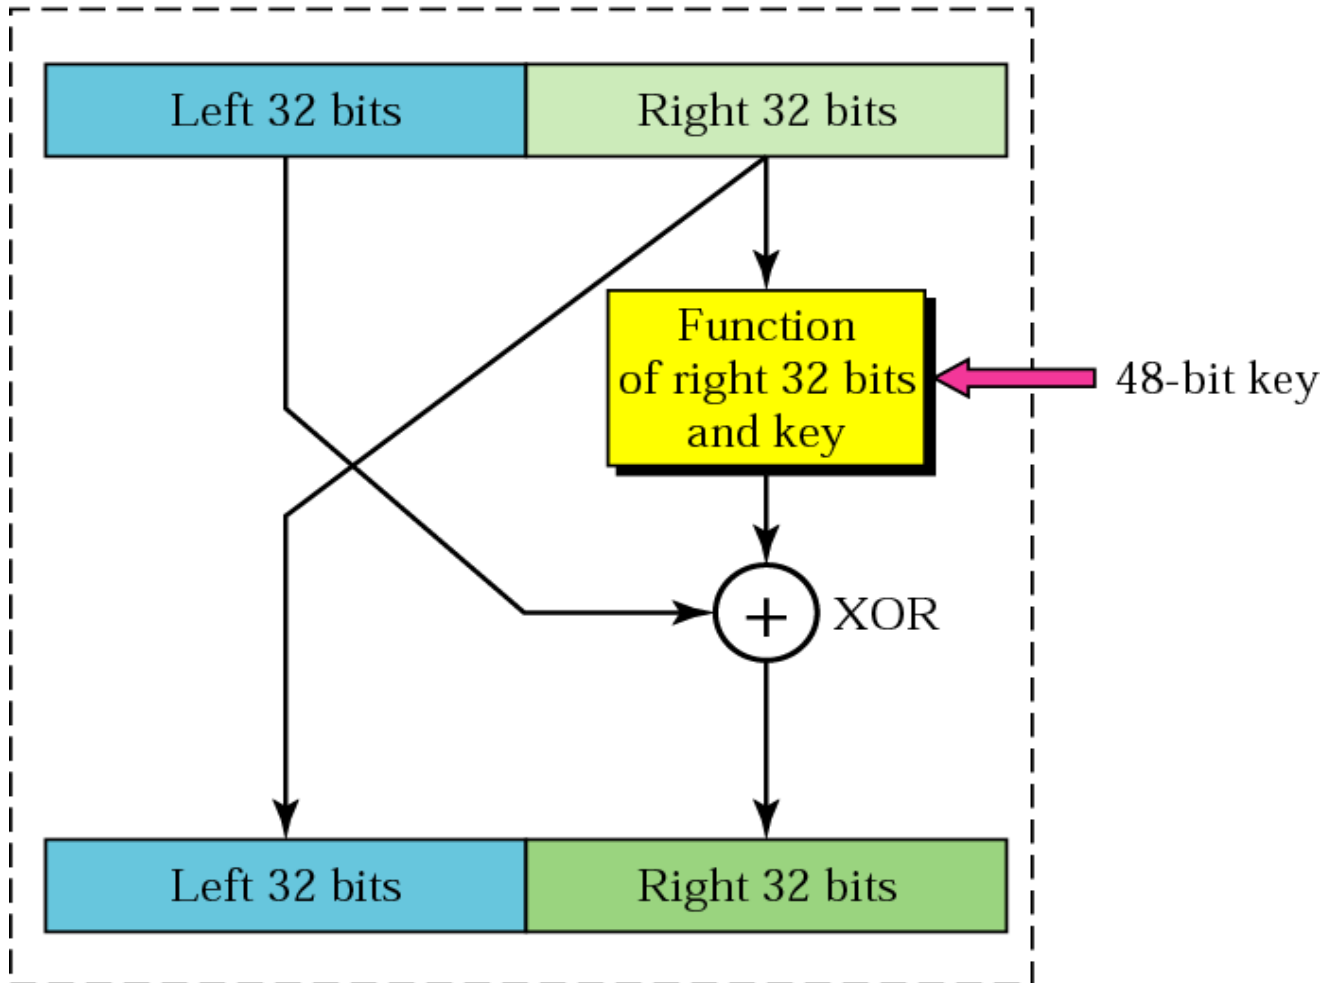 Left 32 bits
Right 32 bits
Function
of right 32 bits
and key
48-bit key
+
XOR
Left 32 bits
Right 32 bits